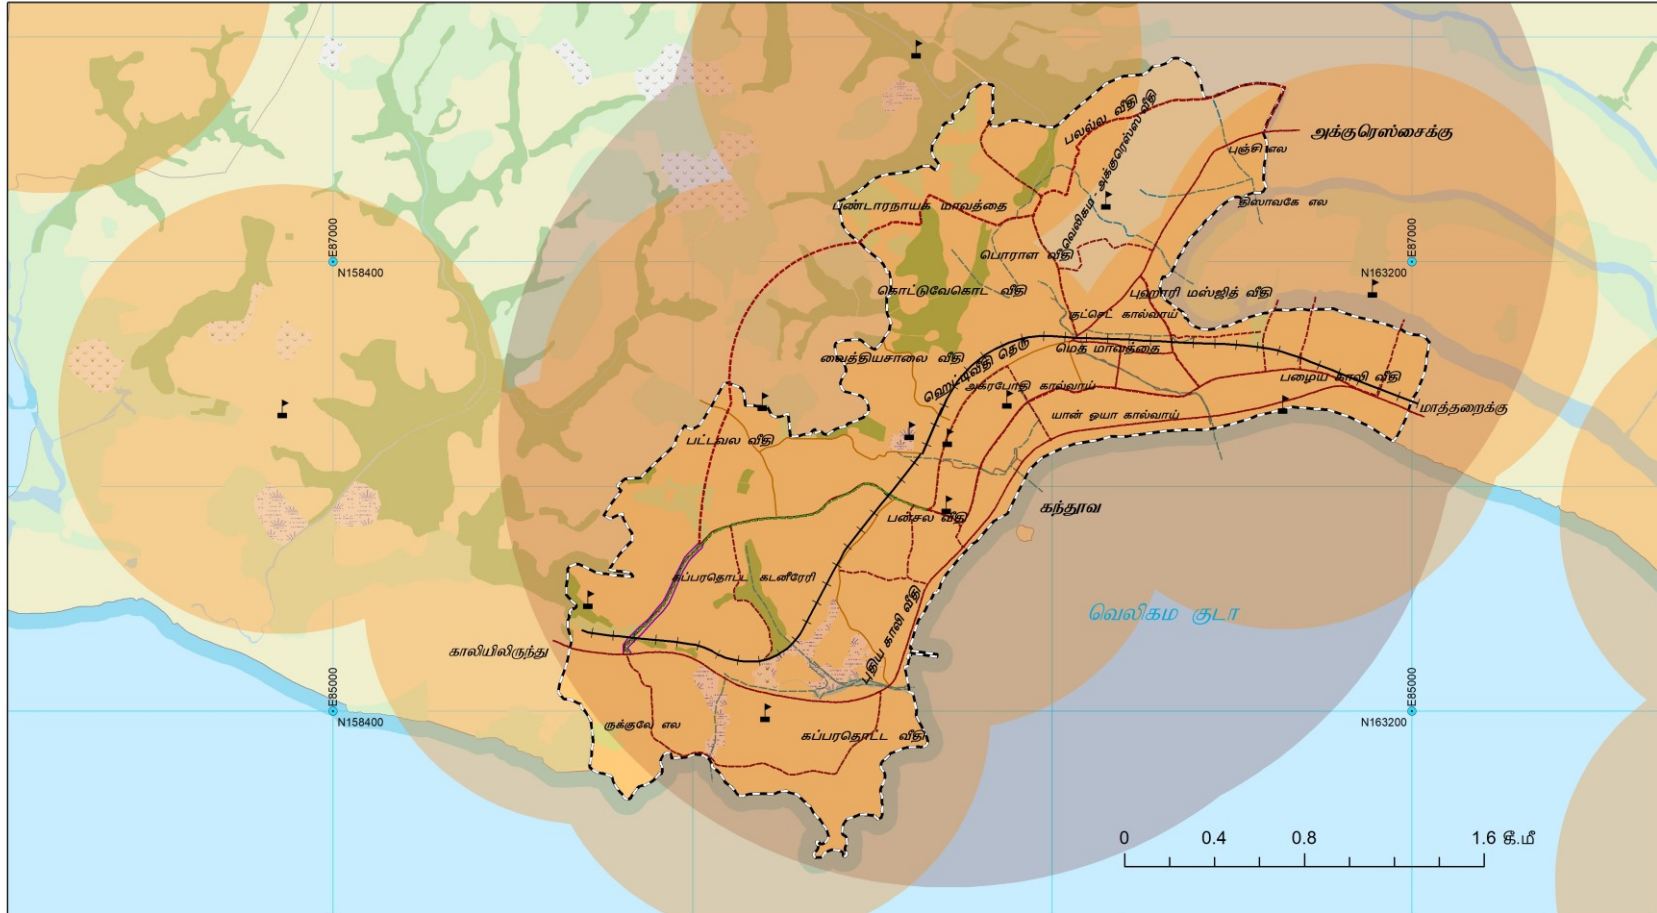 பலல்ல வீதி
வெலிகம - அக்குரெஸ்ஸ வீதி
அக்குரெஸ்சைக்கு
புஞ்சி எல
திஸாவகே எல
பண்டாரநாயக மாவத்தை
E87000
N158400
E87000
N163200
பொரான வீதி
கொட்டுவேகொட வீதி
புஹாரி மஸ்ஜித் வீதி
குட்செட் கால்வாய்
வைத்தியசாலை வீதி
ஹெட்டிவீதி தெரு
மெத் மாவத்தை
அக்ரபோதி கால்வாய்
பழைய காலி வீதி
யான் ஓயா கால்வாய்
மாத்தறைக்கு
பட்டவல வீதி
கந்தூவ
பன்சல வீதி
கப்பரதொட்ட கடனீரேரி
வெலிகம குடா
புதிய காலி வீதி
காலியிலிருந்து
E85000
N158400
E85000
N163200
ருக்குலே எல
கப்பரதொட்ட வீதி
0 0.4 0.8 1.6 கி.மீ